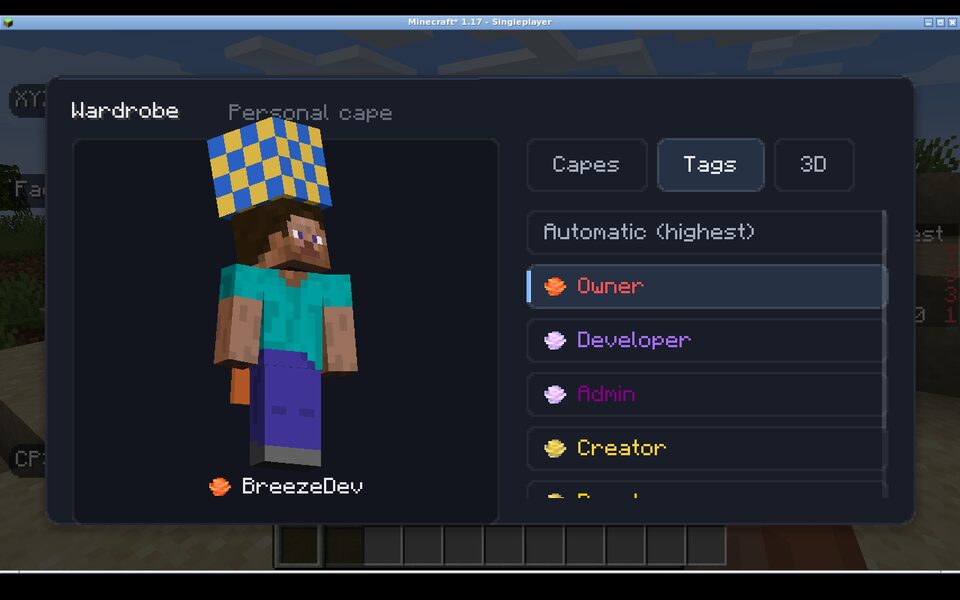 Minecraft* 1.17 - Singleplayer
Wardrobe
Personal cape
Capes
Tags
3D
Automatic (highest)
Owner
Developer
Admin
Creator
BreezeDev